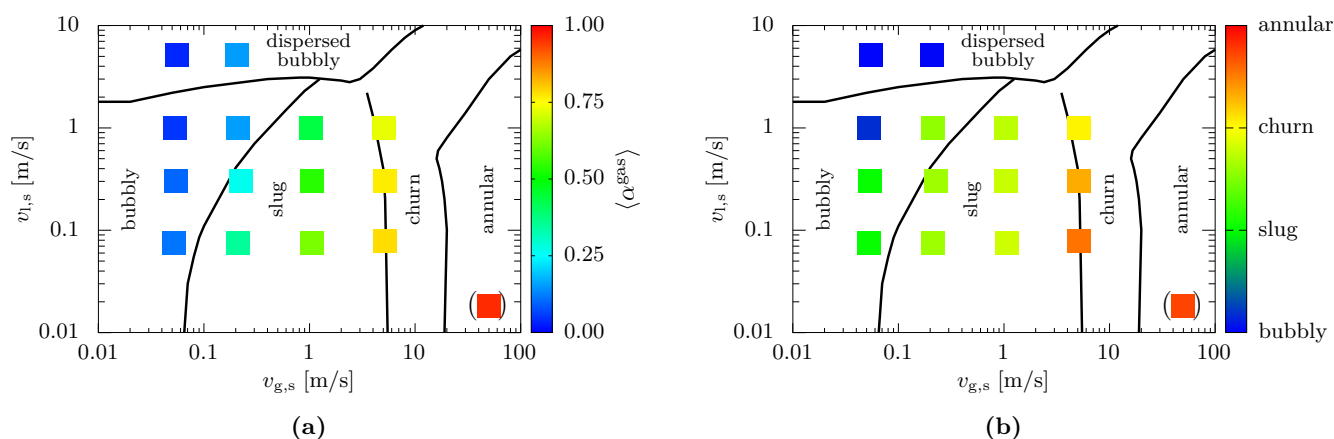 10
1
0.1
0.01
v_l,s [m/s]
0.01 0.1 1 10 100
v_g,s [m/s]
dispersed
bubbly
bubbly
slug
churn
annular
( )
1.00
0.75
0.50
0.25
0.00
⟨α^gas⟩
(a)
10
1
0.1
0.01
v_l,s [m/s]
0.01 0.1 1 10 100
v_g,s [m/s]
dispersed
bubbly
bubbly
slug
churn
annular
( )
annular
churn
slug
bubbly
(b)